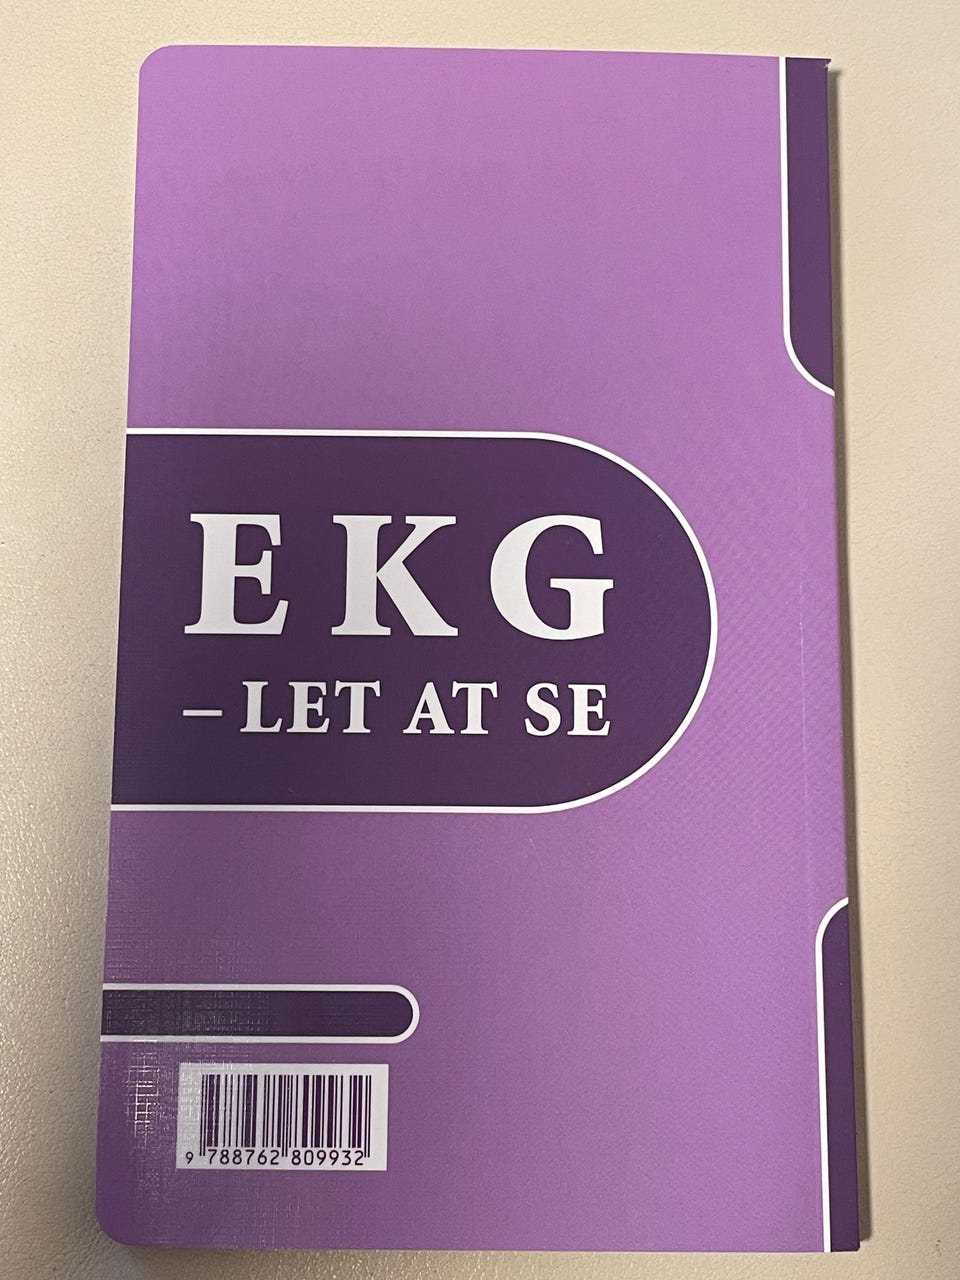 EKG
– LET AT SE
9 788762 809932